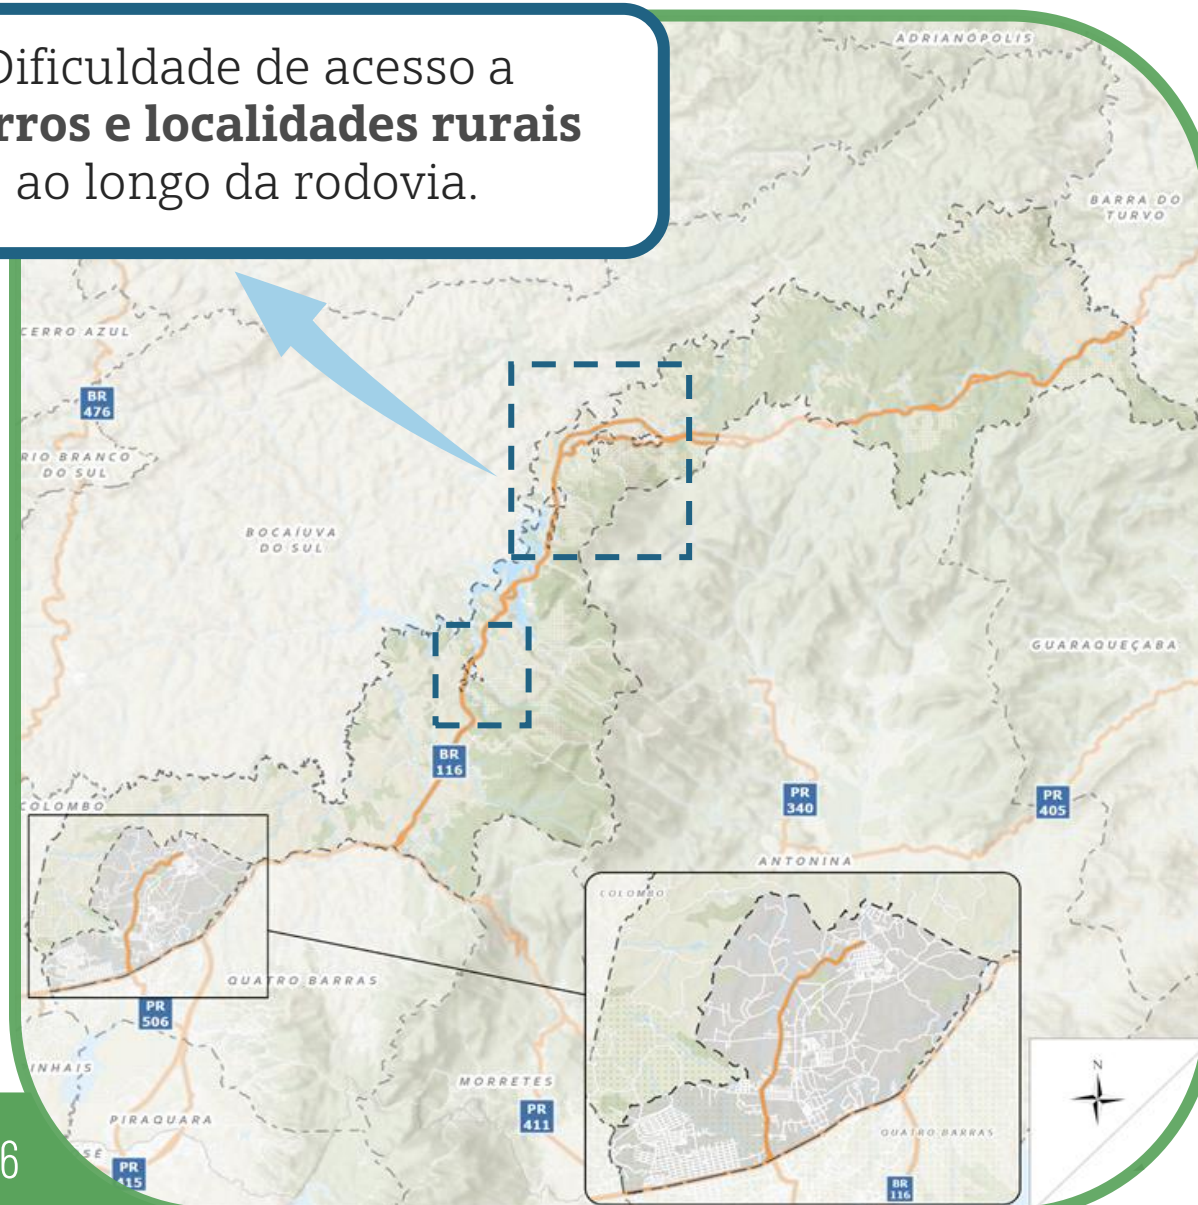 Dificuldade de acesso a
rros e localidades rurais
ao longo da rodovia.
ADRIANÓPOLIS
BARRA DO
TURVO
CERRO AZUL
BR
476
RIO BRANCO
DO SUL
BOCAIÚVA
DO SUL
GUARAQUEÇABA
BR
116
PR
340
PR
405
COLOMBO
ANTONINA
COLOMBO
QUATRO BARRAS
PR
506
INHAIS
N
MORRETES
PIRAQUARA
PR
411
QUATRO BARRAS
6
SÉ
PR
415
BR
116